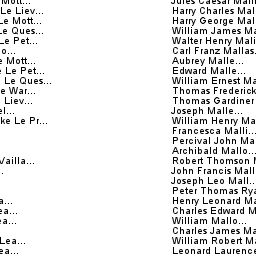 Mott...
Le Liev...
Le Mott...
Le Ques...
Le Pet...
o...
e Mott...
e Le Pet...
Le Ques...
e War...
Liev...
el...
ke Le Pr...
Vailla...
a...
ea...
ea...
Lea...
ea...
Jules Caesar
Harry Charles Mal
Harry George Mal
William James Ma
Walter Henry Mali
Carl Franz Mallas.
Aubrey Malle...
Edward Malle...
William Ernest Ma
Thomas Frederick
Thomas Gardiner
Joseph Malle...
William Henry Ma
Francesca Malli...
Percival John Ma
Archibald Mallo...
Robert Thomson M
John Francis Mall
Joseph Leo Mall..
Peter Thomas Rya
Henry Leonard Ma
Charles Edward M
William Mallo...
Charles James Ma
William Robert Ma
Leonard Laurence